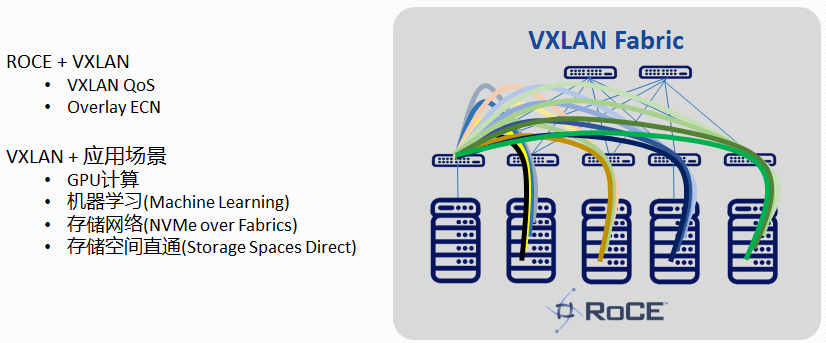 ROCE + VXLAN
• VXLAN QoS
• Overlay ECN
VXLAN + 应用场景
• GPU计算
• 机器学习(Machine Learning)
• 存储网络(NVMe over Fabrics)
• 存储空间直通(Storage Spaces Direct)
VXLAN Fabric
RoCE™